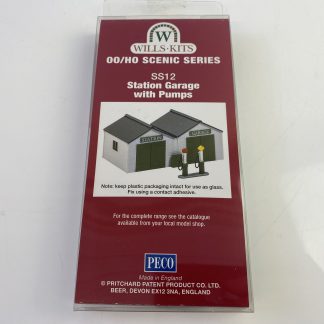 W
WILLS·KITS
OO/HO SCENIC SERIES
SS12
Station Garage
with Pumps
STATION
GARAGE
Note: keep plastic packaging intact for use as glass.
Fix using a contact adhesive.
For the complete range see the catalogue
available from your local model shop.
PECO
Made in England
© PRITCHARD PATENT PRODUCT CO. LTD.
BEER, DEVON EX12 3NA, ENGLAND